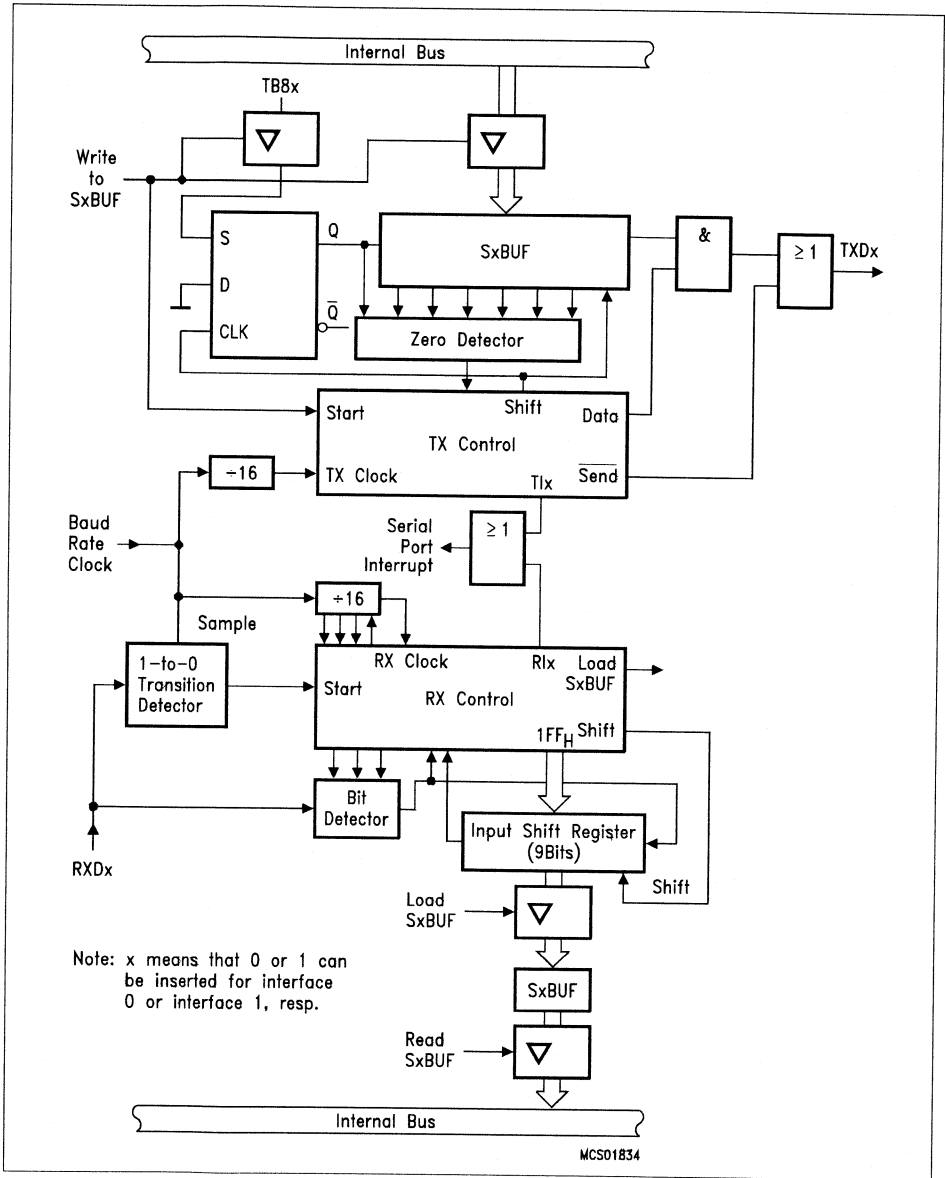 Internal Bus
TB8x
Write
to
SxBUF
S
Q
D
Q
CLK
SxBUF
&
≥1
TXDx
Zero Detector
Start
Shift
Data
TX Control
÷16
TX Clock
TIx
Send
Baud
Rate
Clock
Serial
Port
Interrupt
≥1
÷16
Sample
1-to-0
Transition
Detector
RX Clock
RIx
Load
SxBUF
Start
RX Control
1FFH
Shift
Bit
Detector
Input Shift Register
(9Bits)
RXDx
Shift
Load
SxBUF
Note: x means that 0 or 1 can
be inserted for interface
0 or interface 1, resp.
SxBUF
Read
SxBUF
Internal Bus
MCS01834